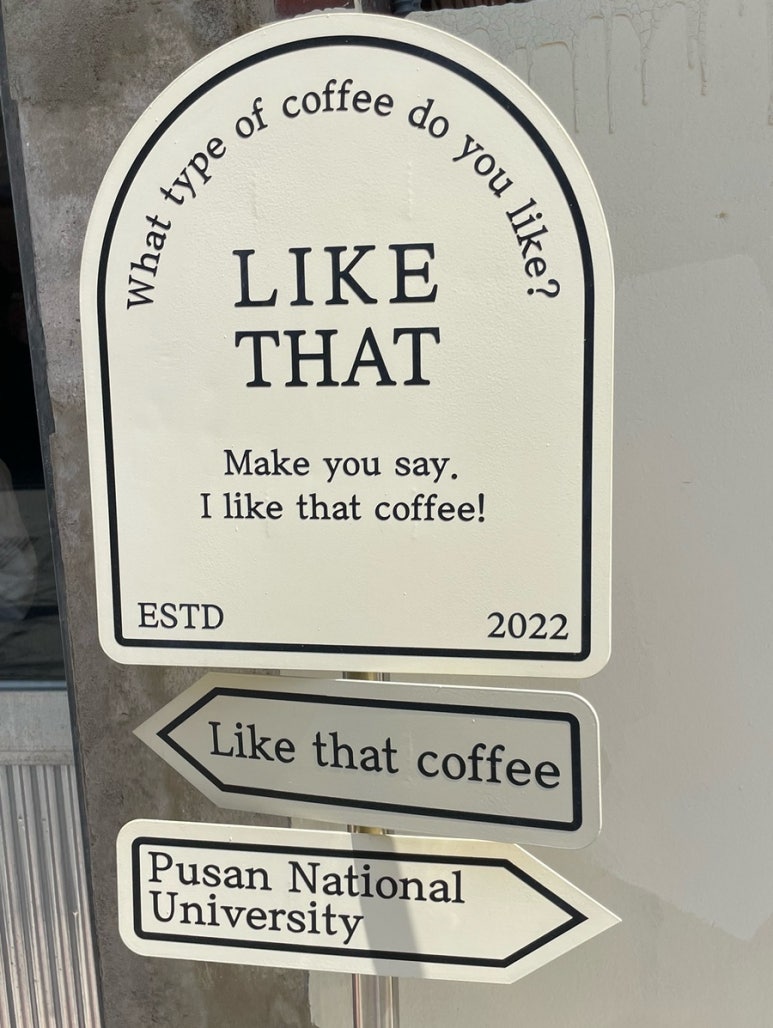 What type of coffee do you like?
LIKE
THAT
Make you say.
I like that coffee!
ESTD 2022
Like that coffee
Pusan National
University